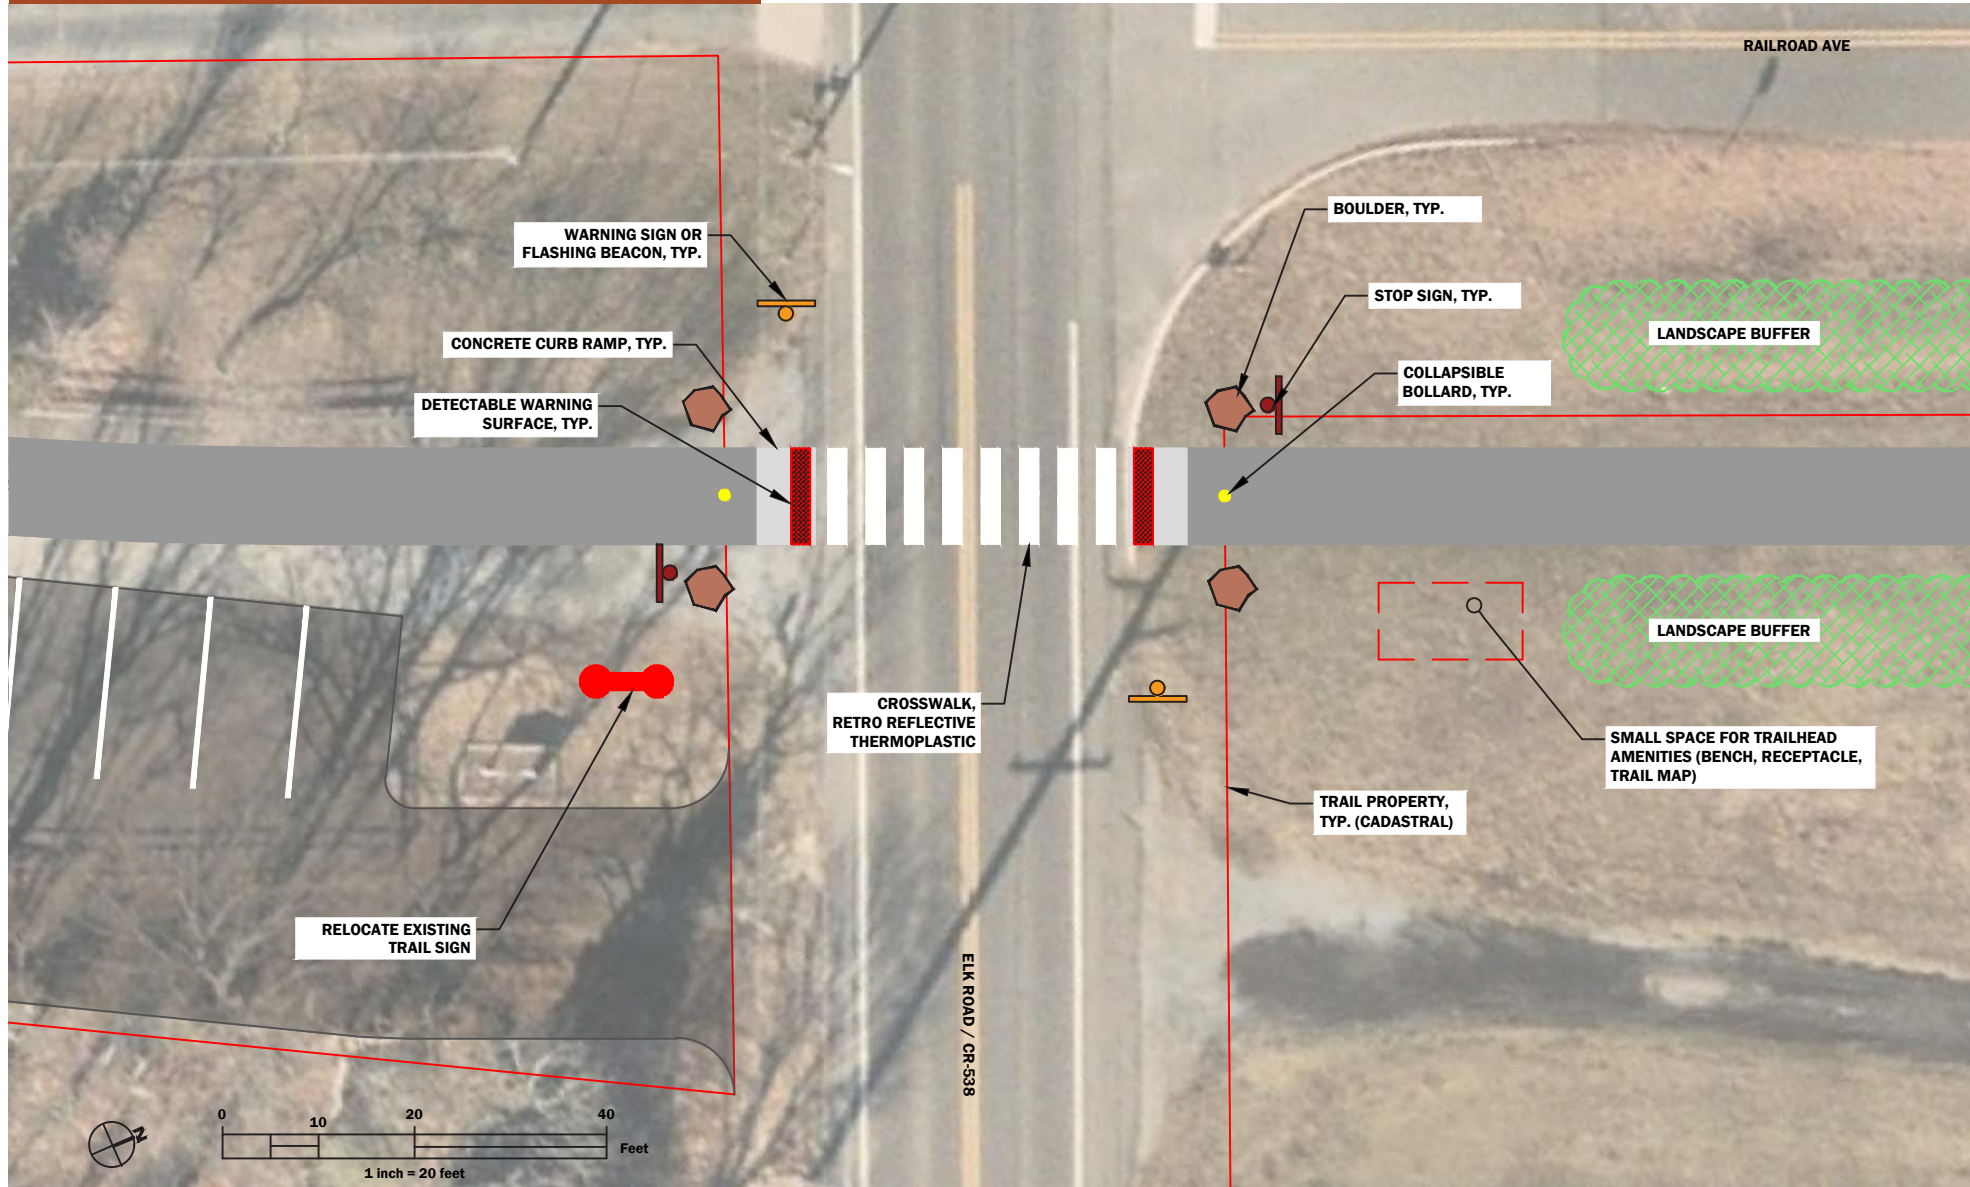 RAILROAD AVE
BOULDER, TYP.
WARNING SIGN OR
FLASHING BEACON, TYP.
STOP SIGN, TYP.
LANDSCAPE BUFFER
CONCRETE CURB RAMP, TYP.
COLLAPSIBLE
BOLLARD, TYP.
DETECTABLE WARNING
SURFACE, TYP.
LANDSCAPE BUFFER
CROSSWALK,
RETRO REFLECTIVE
THERMOPLASTIC
SMALL SPACE FOR TRAILHEAD
AMENITIES (BENCH, RECEPTACLE,
TRAIL MAP)
TRAIL PROPERTY,
TYP. (CADASTRAL)
RELOCATE EXISTING
TRAIL SIGN
ELK ROAD / CR-538
N
0 10 20 40
Feet
1 inch = 20 feet